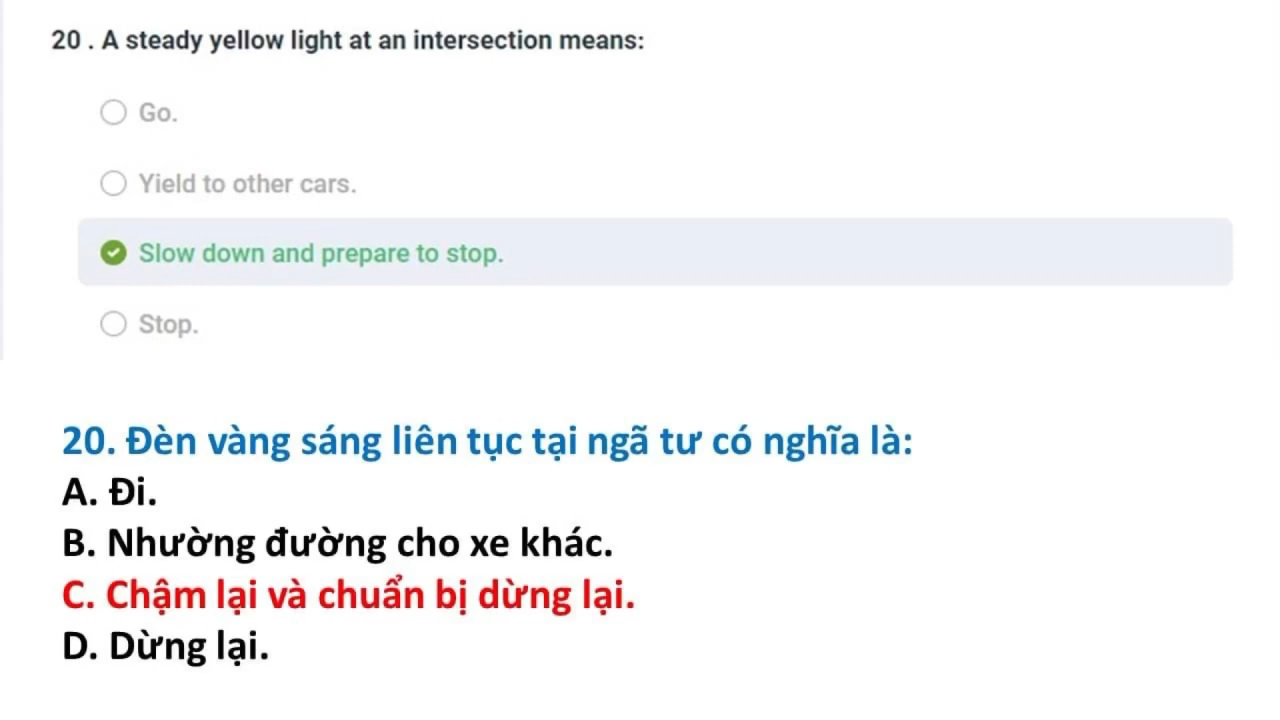 20 . A steady yellow light at an intersection means:
Go.
Yield to other cars.
Slow down and prepare to stop.
Stop.
20. Đèn vàng sáng liên tục tại ngã tư có nghĩa là:
A. Đi.
B. Nhường đường cho xe khác.
C. Chậm lại và chuẩn bị dừng lại.
D. Dừng lại.